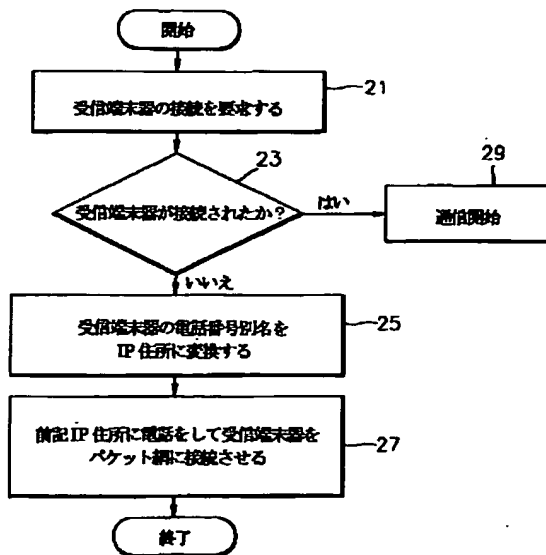 開始
受信端末器の接続を要求する
21
23
受信端末器が接続されたか？
はい
29
通信開始
いいえ
受信端末器の電話番号別名を
IP住所に変換する
25
前記IP住所に電話をして受信端末器を
パケット網に接続させる
27
終了